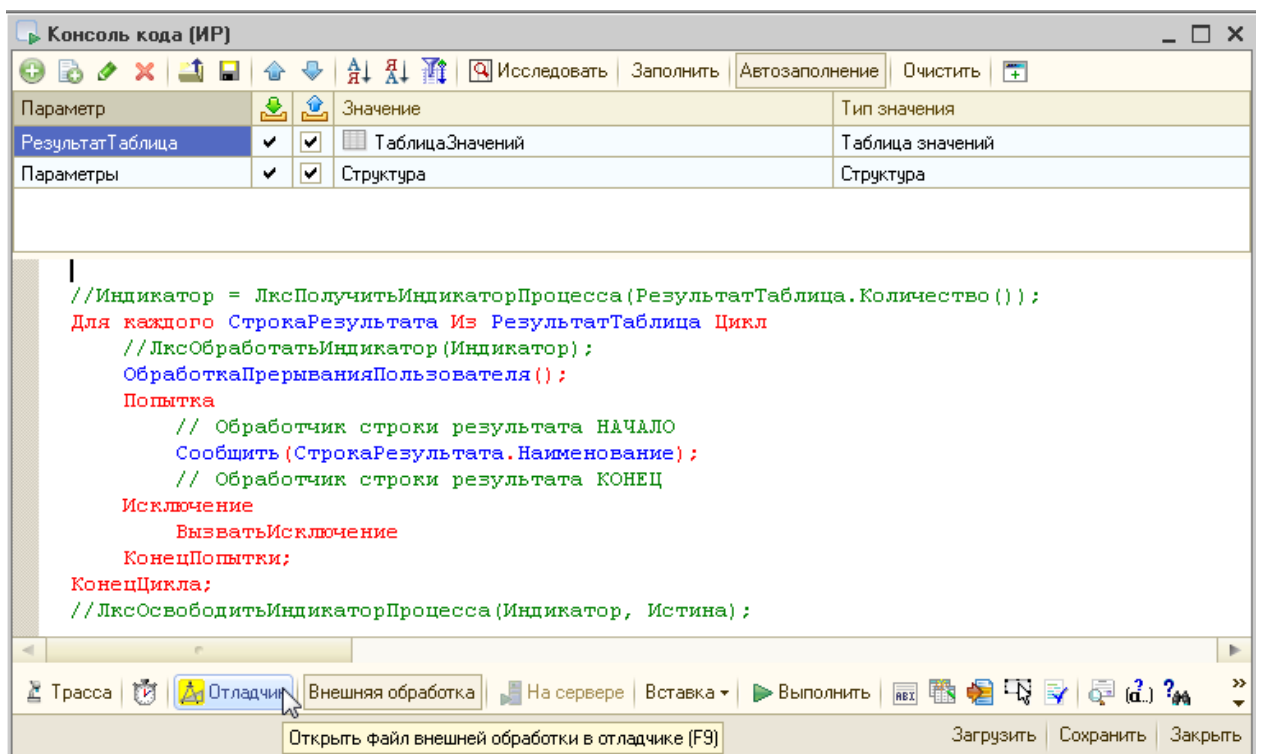 Консоль кода (ИР)
Исследовать Заполнить Автозаполнение Очистить
Параметр Значение Тип значения
РезультатТаблица ТаблицаЗначений Таблица значений
Параметры Структура Структура
//Индикатор = ЛксПолучитьИндикаторПроцесса(РезультатТаблица.Количество());
Для каждого СтрокаРезультата Из РезультатТаблица Цикл
//ЛксОбработатьИндикатор(Индикатор);
ОбработкаПрерыванияПользователя();
Попытка
// Обработчик строки результата НАЧАЛО
Сообщить(СтрокаРезультата.Наименование);
// Обработчик строки результата КОНЕЦ
Исключение
ВызватьИсключение
КонецПопытки;
КонецЦикла;
//ЛксОсвободитьИндикаторПроцесса(Индикатор, Истина);
Трасса Отладчик Внешняя обработка На сервере Вставка Выполнить
Открыть файл внешней обработки в отладчике (F9)
Загрузить Сохранить Закрыть